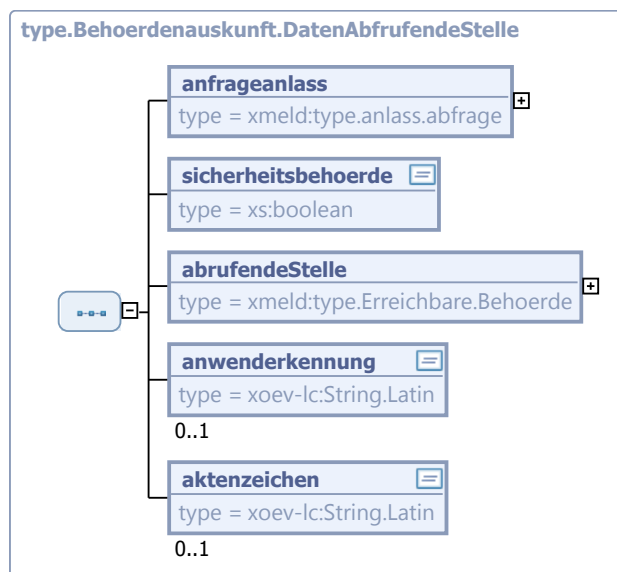 type.Behoerdenauskunft.DatenAbfrufendeStelle
anfrageanlass
type = xmeld:type.anlass.abfrage
sicherheitsbehoerde
type = xs:boolean
abrufendeStelle
type = xmeld:type.Erreichbare.Behoerde
anwenderkennung
type = xoev-lc:String.Latin
0..1
aktenzeichen
type = xoev-lc:String.Latin
0..1